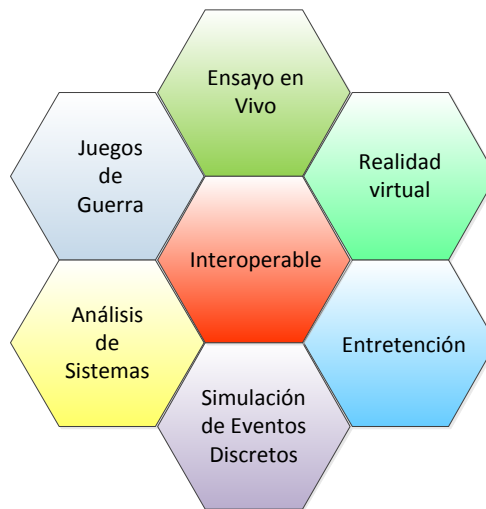 Ensayo en
Vivo
Juegos
de
Guerra
Realidad
virtual
Interoperable
Análisis
de
Sistemas
Entretención
Simulación
de Eventos
Discretos